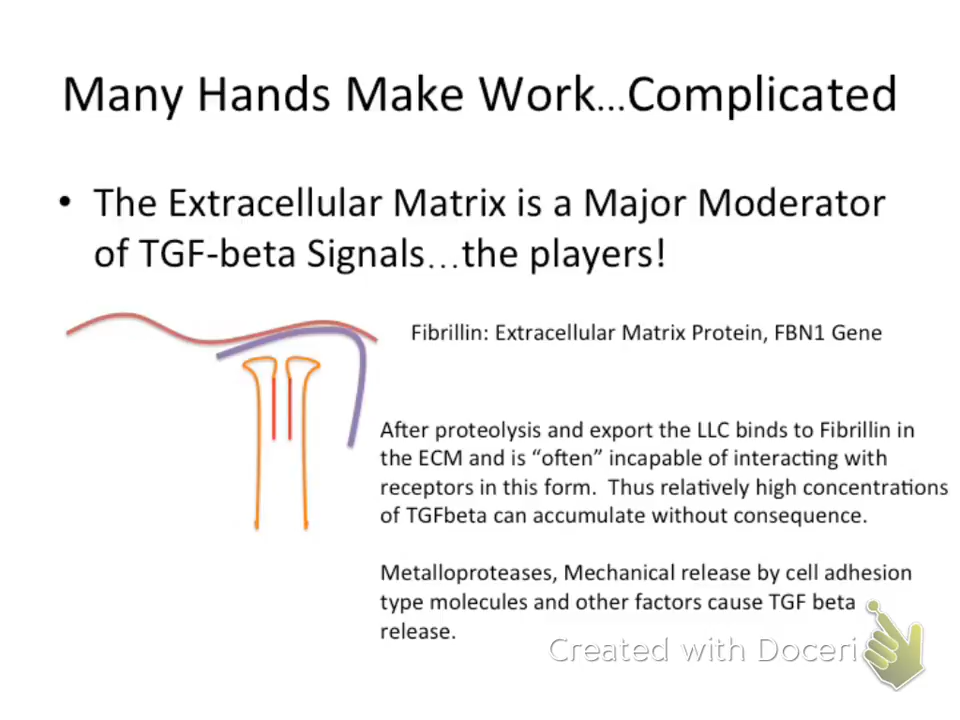 Many Hands Make Work...Complicated
• The Extracellular Matrix is a Major Moderator
of TGF-beta Signals...the players!
Fibrillin: Extracellular Matrix Protein, FBN1 Gene
After proteolysis and export the LLC binds to Fibrillin in
the ECM and is “often” incapable of interacting with
receptors in this form. Thus relatively high concentrations
of TGFbeta can accumulate without consequence.
Metalloproteases, Mechanical release by cell adhesion
type molecules and other factors cause TGF beta
release.
Created with Doceri